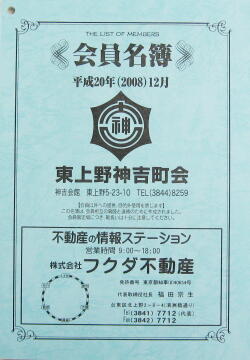 THE LIST OF MEMBERS
会員名簿
平成20年(2008)12月
神
東上野神吉町会
神吉会館 東上野5-23-10 TEL(3844)8259
不動産の情報ステーション
営業時間 9:00~18:00
株式会社 フクダ不動産
代表取締役社長 福田宗生
☎(3841)7712(代表)
(3842)7712